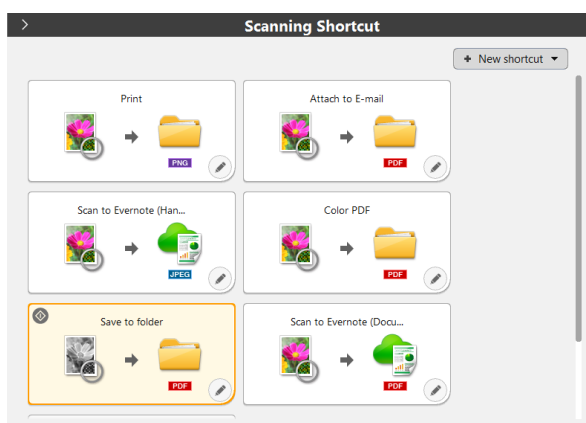 Scanning Shortcut
+ New shortcut
Print
PNG
Attach to E-mail
PDF
Scan to Evernote (Han...
JPEG
Color PDF
PDF
Save to folder
PDF
Scan to Evernote (Docu...
PDF